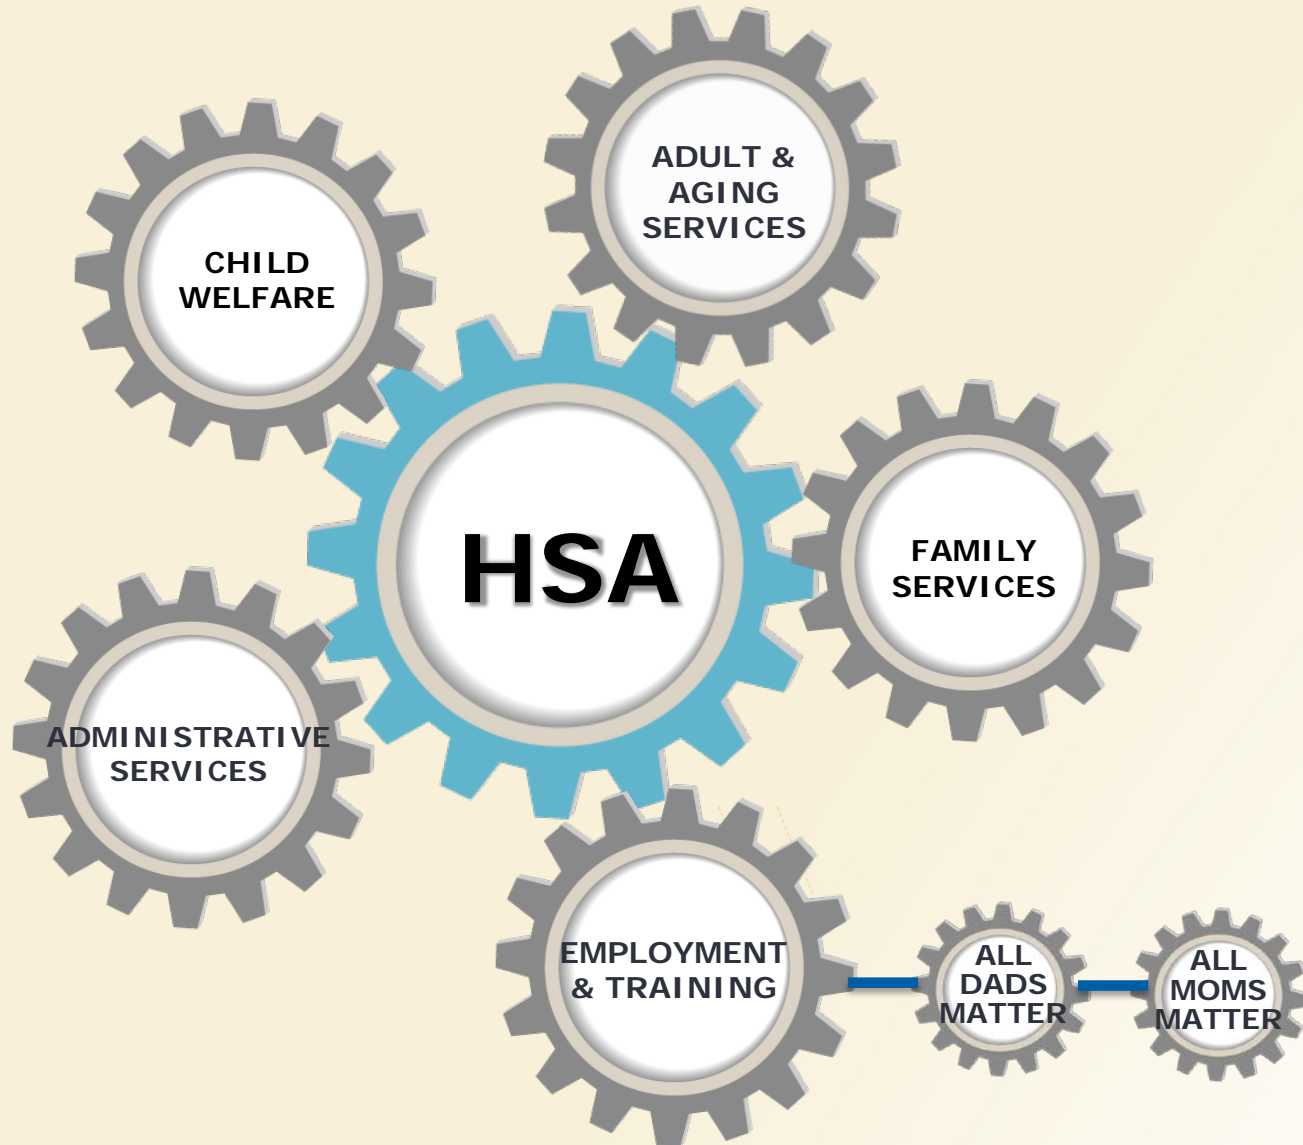 ADULT &
AGING
SERVICES
CHILD
WELFARE
HSA
FAMILY
SERVICES
ADMINISTRATIVE
SERVICES
EMPLOYMENT
& TRAINING
ALL
DADS
MATTER
ALL
MOMS
MATTER